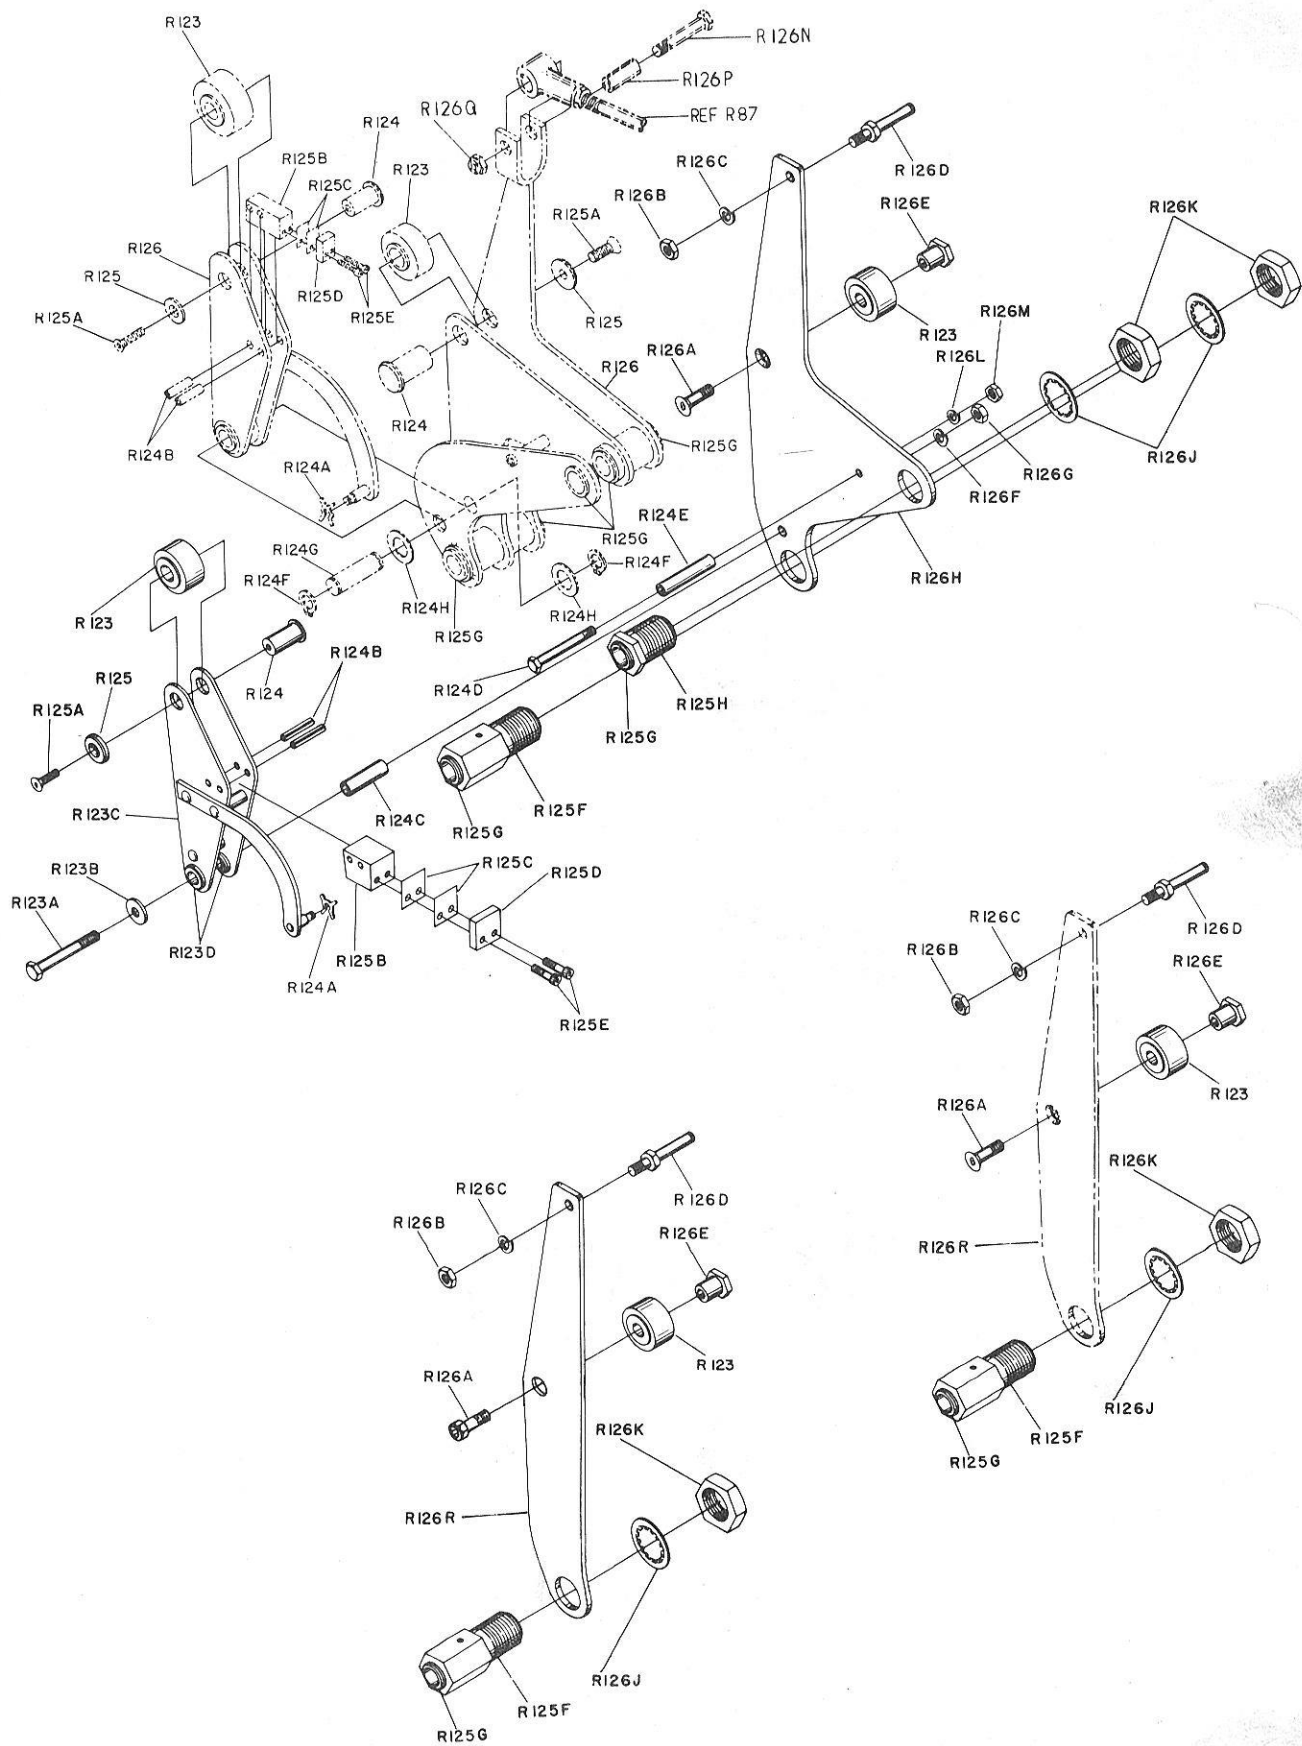 R123
R126N
R126P
R126Q
R124
REF R87
R125B
R125C
R123
R126C
R126D
R126B
R126E
R125A
R126K
R126
R125
R125D
R125A
R125E
R125
R123
R126M
R126A
R126L
R126
R124
R124B
R125G
R126J
R126G
R126F
R124A
R124E
R125G
R124G
R124F
R124F
R126H
R124H
R124H
R123
R125G
R124B
R124
R124D
R125H
R125
R125A
R125G
R125F
R124C
R123C
R125G
R125C
R125D
R123B
R123A
R126C
R126D
R123D
R125B
R126B
R124A
R126E
R125E
R123
R126A
R126K
R126C
R126D
R126B
R126E
R126R
R123
R126A
R126J
R126K
R125F
R125G
R126R
R126J
R125F
R125G